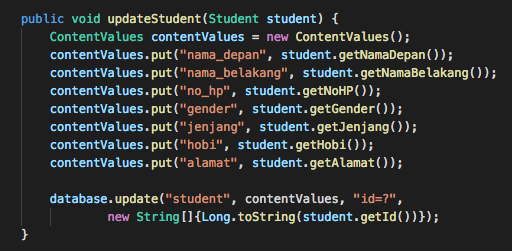 public void updateStudent(Student student) {
    ContentValues contentValues = new ContentValues();
    contentValues.put("nama_depan", student.getNamaDepan());
    contentValues.put("nama_belakang", student.getNamaBelakang());
    contentValues.put("no_hp", student.getNoHP());
    contentValues.put("gender", student.getGender());
    contentValues.put("jenjang", student.getJenjang());
    contentValues.put("hobi", student.getHobi());
    contentValues.put("alamat", student.getAlamat());

    database.update("student", contentValues, "id=?",
            new String[]{Long.toString(student.getId())});
}